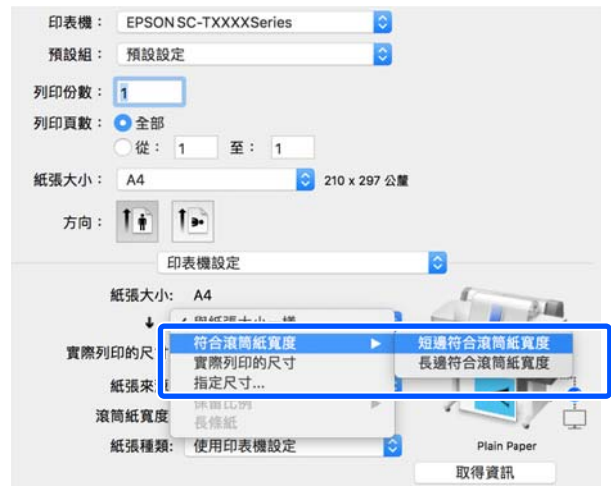 印表機： EPSON SC-TXXXXSeries
預設組： 預設設定
列印份數： 1
列印頁數： 全部
從： 1 至： 1
紙張大小： A4 210 x 297 公釐
方向：
印表機設定
紙張大小: A4
符合滾筒紙寬度 短邊符合滾筒紙寬度
實際列印的尺 實際列印的尺寸 長邊符合滾筒紙寬度
紙張來 指定尺寸...
保留比例
滾筒紙寬度 長條紙
紙張種類: 使用印表機設定 Plain Paper
取得資訊